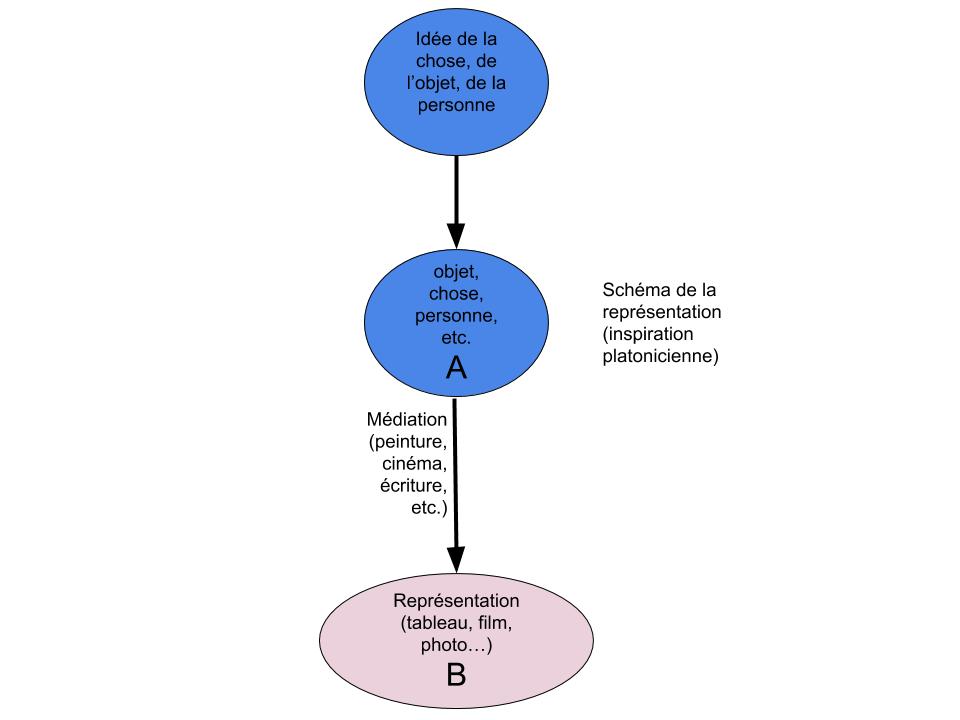 Idée de la
chose, de
l’objet, de la
personne
objet,
chose,
personne,
etc.
A
Schéma de la
représentation
(inspiration
platonicienne)
Médiation
(peinture,
cinéma,
écriture,
etc.)
Représentation
(tableau, film,
photo…)
B